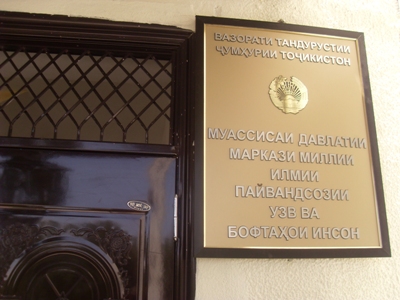 ВАЗОРАТИ ТАНДУРУСТИИ
ҶУМҲУРИИ ТОҶИКИСТОН
МУАССИСАИ ДАВЛАТИИ
МАРКАЗИ МИЛЛИИ
ИЛМИИ
ПАЙВАНДСОЗИИ
УЗВ ВА
БОФТАҲОИ ИНСОН